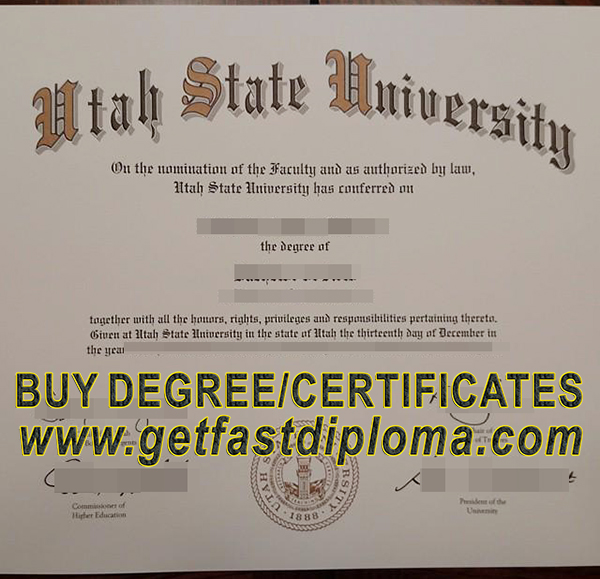 Utah State University
On the nomination of the Faculty and as authorized by law,
Utah State University has conferred on
the degree of
together with all the honors, rights, privileges and responsibilities pertaining thereto.
Given at Utah State University in the state of Utah the thirteenth day of December in
the year
BUY DEGREE/CERTIFICATES
www.getfastdiploma.com
Commissioner of
Higher Education
UTAH STATE UNIVERSITY
1888
President of the
University